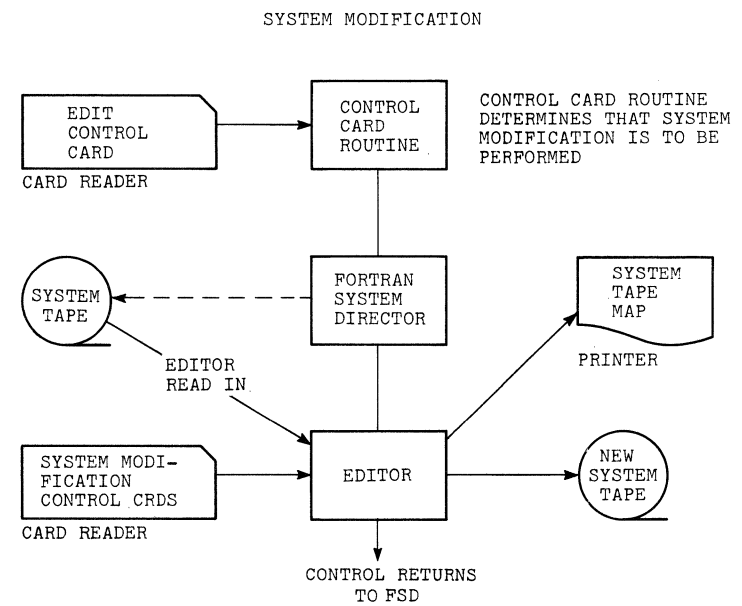 SYSTEM MODIFICATION
EDIT
CONTROL
CARD
CARD READER
CONTROL
CARD
ROUTINE
CONTROL CARD ROUTINE
DETERMINES THAT SYSTEM
MODIFICATION IS TO BE
PERFORMED
SYSTEM
TAPE
FORTRAN
SYSTEM
DIRECTOR
SYSTEM
TAPE
MAP
PRINTER
EDITOR
READ IN
SYSTEM MODI-
FICATION
CONTROL CRDS
CARD READER
EDITOR
NEW
SYSTEM
TAPE
CONTROL RETURNS
TO FSD